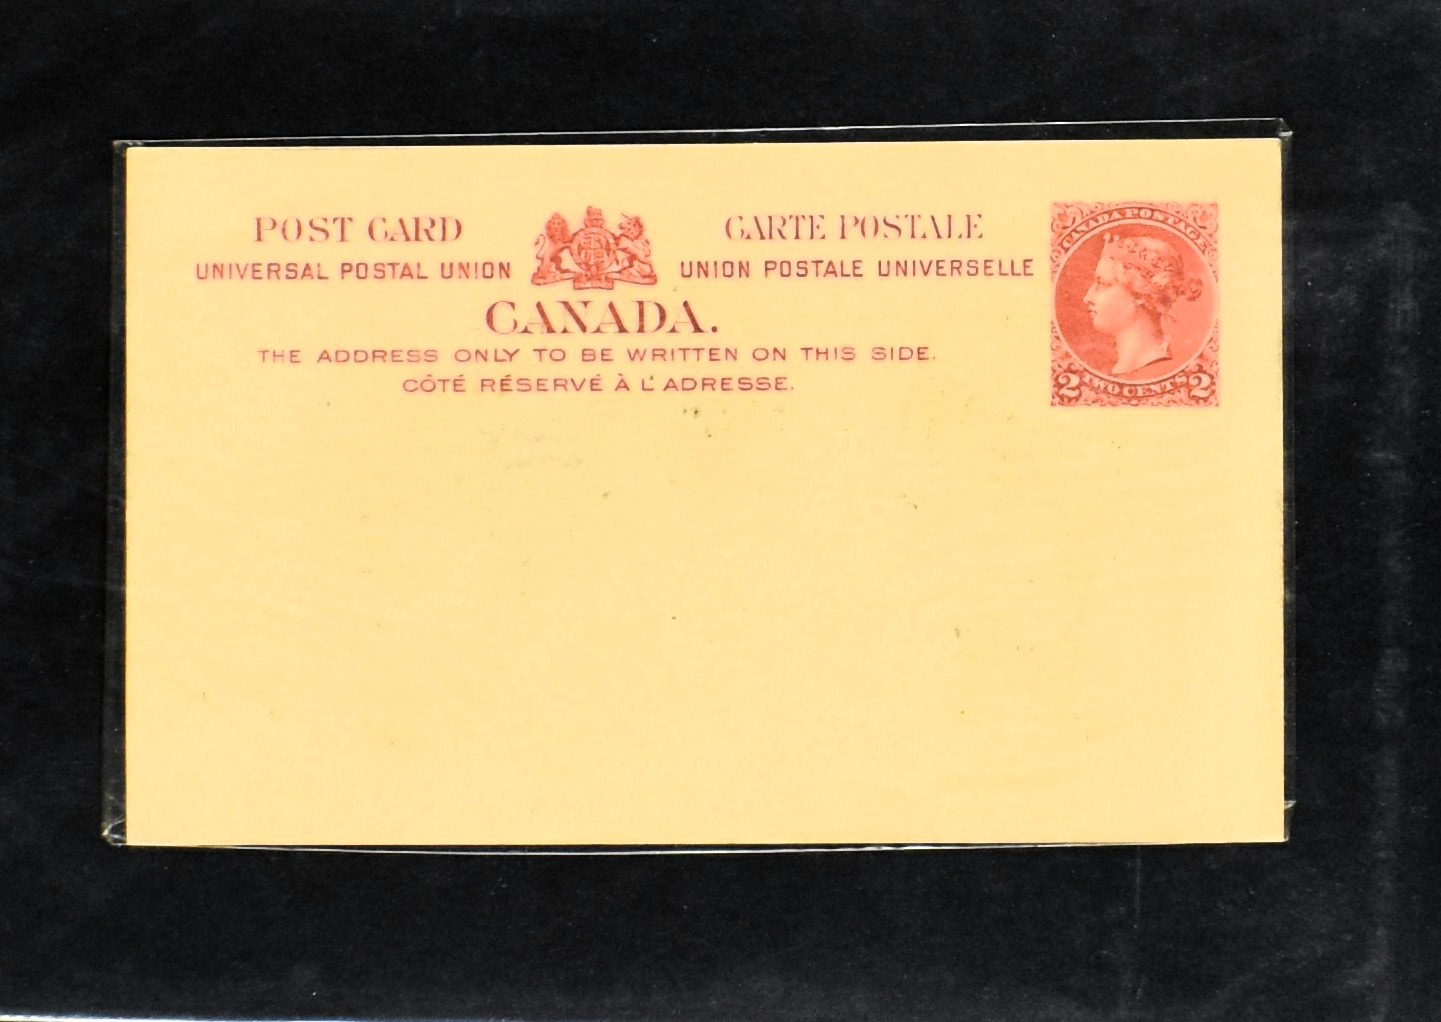 POST CARD
CARTE POSTALE
UNIVERSAL POSTAL UNION
UNION POSTALE UNIVERSELLE
CANADA.
THE ADDRESS ONLY TO BE WRITTEN ON THIS SIDE.
CÔTÉ RÉSERVÉ À L'ADRESSE.
CANADA POSTAGE
2 TWO CENTS 2